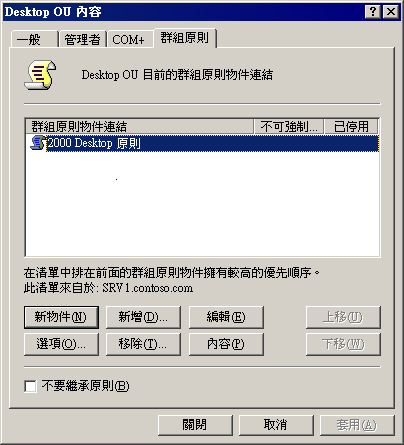 Desktop OU 內容
一般 管理者 COM+ 群組原則
Desktop OU 目前的群組原則物件連結
群組原則物件連結 不可強制... 已停用
2000 Desktop 原則
在清單中排在前面的群組原則物件擁有較高的優先順序。
此清單來自於: SRV1.contoso.com
新物件(N) 新增(D)... 編輯(E) 上移(U)
選項(O)... 移除(T)... 內容(P) 下移(W)
不要繼承原則(B)
關閉 取消 套用(A)